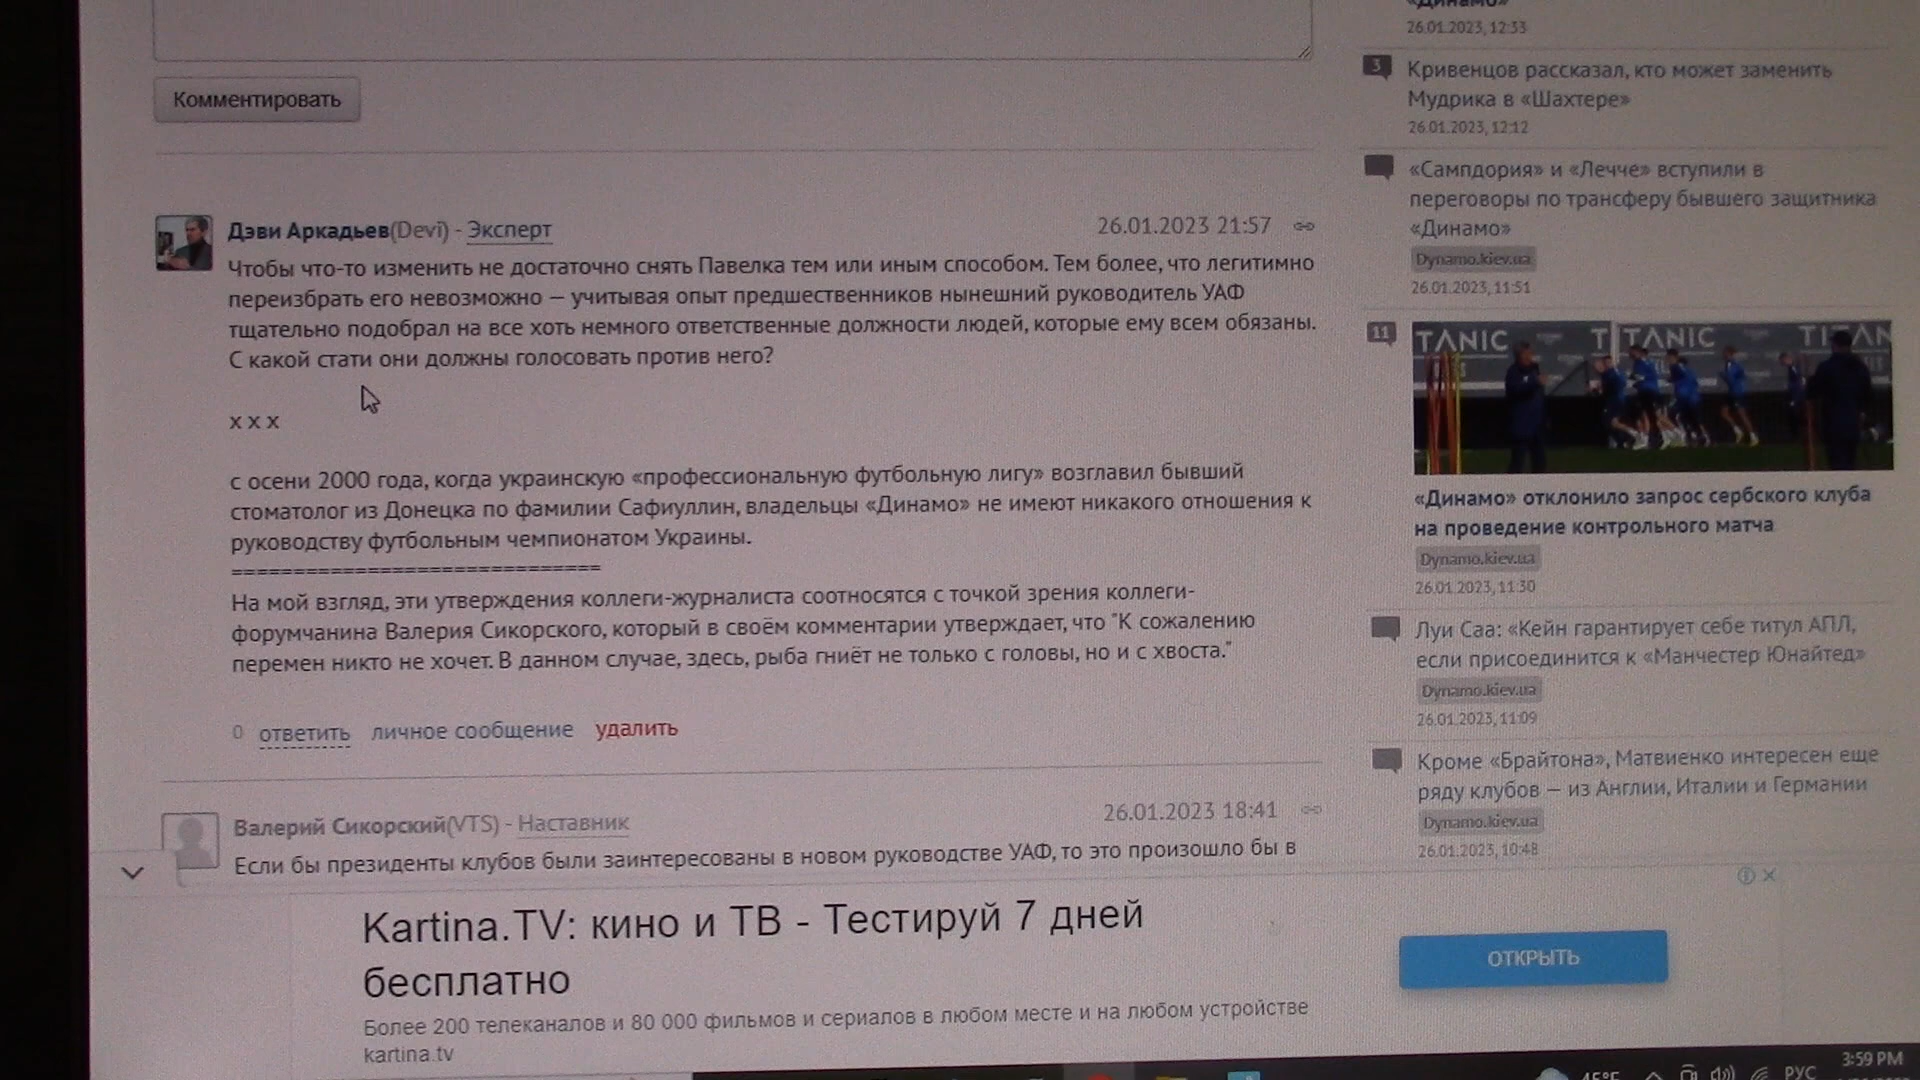 Комментировать
Дэви Аркадьев(Devi) - Эксперт
26.01.2023 21:57
Чтобы что-то изменить не достаточно снять Павелка тем или иным способом. Тем более, что легитимно
переизбрать его невозможно — учитывая опыт предшественников нынешний руководитель УАФ
тщательно подобрал на все хоть немного ответственные должности людей, которые ему всем обязаны.
С какой стати они должны голосовать против него?
х х х
с осени 2000 года, когда украинскую «профессиональную футбольную лигу» возглавил бывший
стоматолог из Донецка по фамилии Сафиуллин, владельцы «Динамо» не имеют никакого отношения к
руководству футбольным чемпионатом Украины.
==============================
На мой взгляд, эти утверждения коллеги-журналиста соотносятся с точкой зрения коллеги-
форумчанина Валерия Сикорского, который в своём комментарии утверждает, что "К сожалению
перемен никто не хочет. В данном случае, здесь, рыба гниёт не только с головы, но и с хвоста."
0 ответить личное сообщение удалить
Валерий Сикорский(VTS) - Наставник
26.01.2023 18:41
Если бы президенты клубов были заинтересованы в новом руководстве УАФ, то это произошло бы в
«Динамо»
26.01.2023, 12:33
3
Кривенцов рассказал, кто может заменить
Мудрика в «Шахтере»
26.01.2023, 12:12
«Сампдория» и «Лечче» вступили в
переговоры по трансферу бывшего защитника
«Динамо»
Dynamo.kiev.ua
26.01.2023, 11:51
11
TANIC TITANIC TITAN
«Динамо» отклонило запрос сербского клуба
на проведение контрольного матча
Dynamo.kiev.ua
26.01.2023, 11:30
Луи Саа: «Кейн гарантирует себе титул АПЛ,
если присоединится к «Манчестер Юнайтед»
Dynamo.kiev.ua
26.01.2023, 11:09
Кроме «Брайтона», Матвиенко интересен еще
ряду клубов — из Англии, Италии и Германии
Dynamo.kiev.ua
26.01.2023, 10:48
Kartina.TV: кино и ТВ - Тестируй 7 дней
бесплатно
Более 200 телеканалов и 80 000 фильмов и сериалов в любом месте и на любом устройстве
kartina.tv
ОТКРЫТЬ
45°F
РУС
3:59 PM